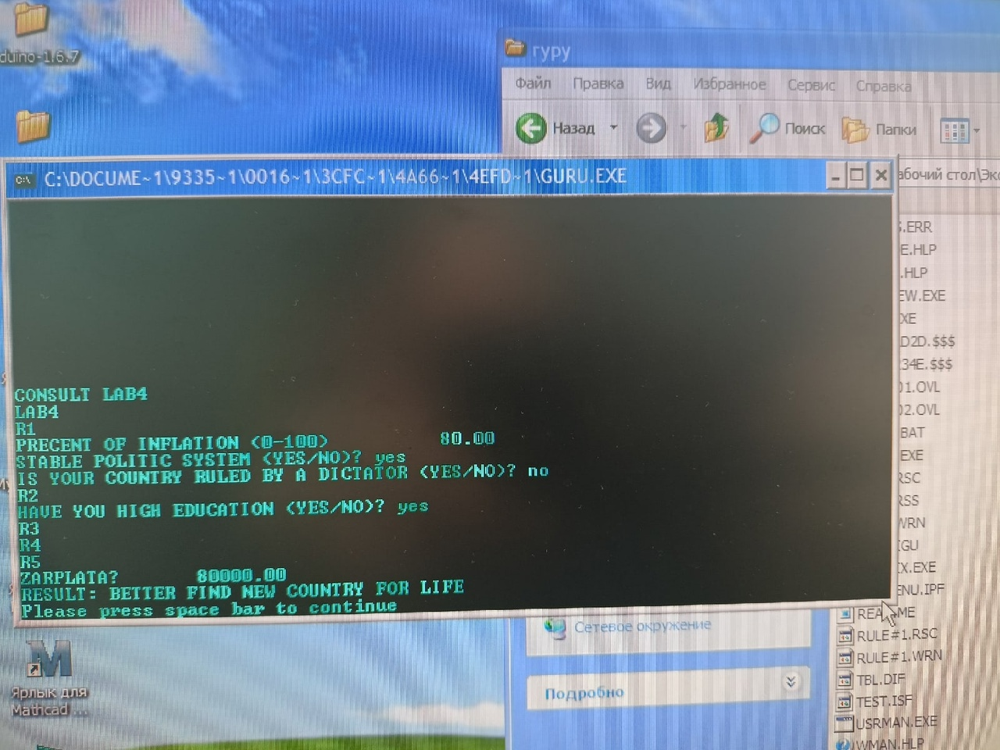 duino-1.6.7
гуру
Файл Правка Вид Избранное Сервис Справка
Назад Поиск Папки
C:\DOCUME~1\9335~1\0016~1\3CFC~1\4A66~1\4EFD~1\GURU.EXE
абочий стол\Экс
.ERR
E.HLP
.HLP
EW.EXE
XE
D2D.$$$
34E.$$$
01.OVL
02.OVL
BAT
.EXE
RSC
RSS
WRN
GU
X.EXE
ENU.IPF
CONSULT LAB4
LAB4
R1
PRECENT OF INFLATION (0-100) 80.00
STABLE POLITIC SYSTEM (YES/NO)? yes
IS YOUR COUNTRY RULED BY A DICTATOR (YES/NO)? no
R2
HAVE YOU HIGH EDUCATION (YES/NO)? yes
R3
R4
R5
ZARPLATA? 80000.00
RESULT: BETTER FIND NEW COUNTRY FOR LIFE
Please press space bar to continue
Сетевое окружение
Подробно
RULE#1.RSC
RULE#1.WRN
TBL.DIF
TEST.ISF
USRMAN.EXE
WMAN.HLP
Ярлык для
Mathcad ...